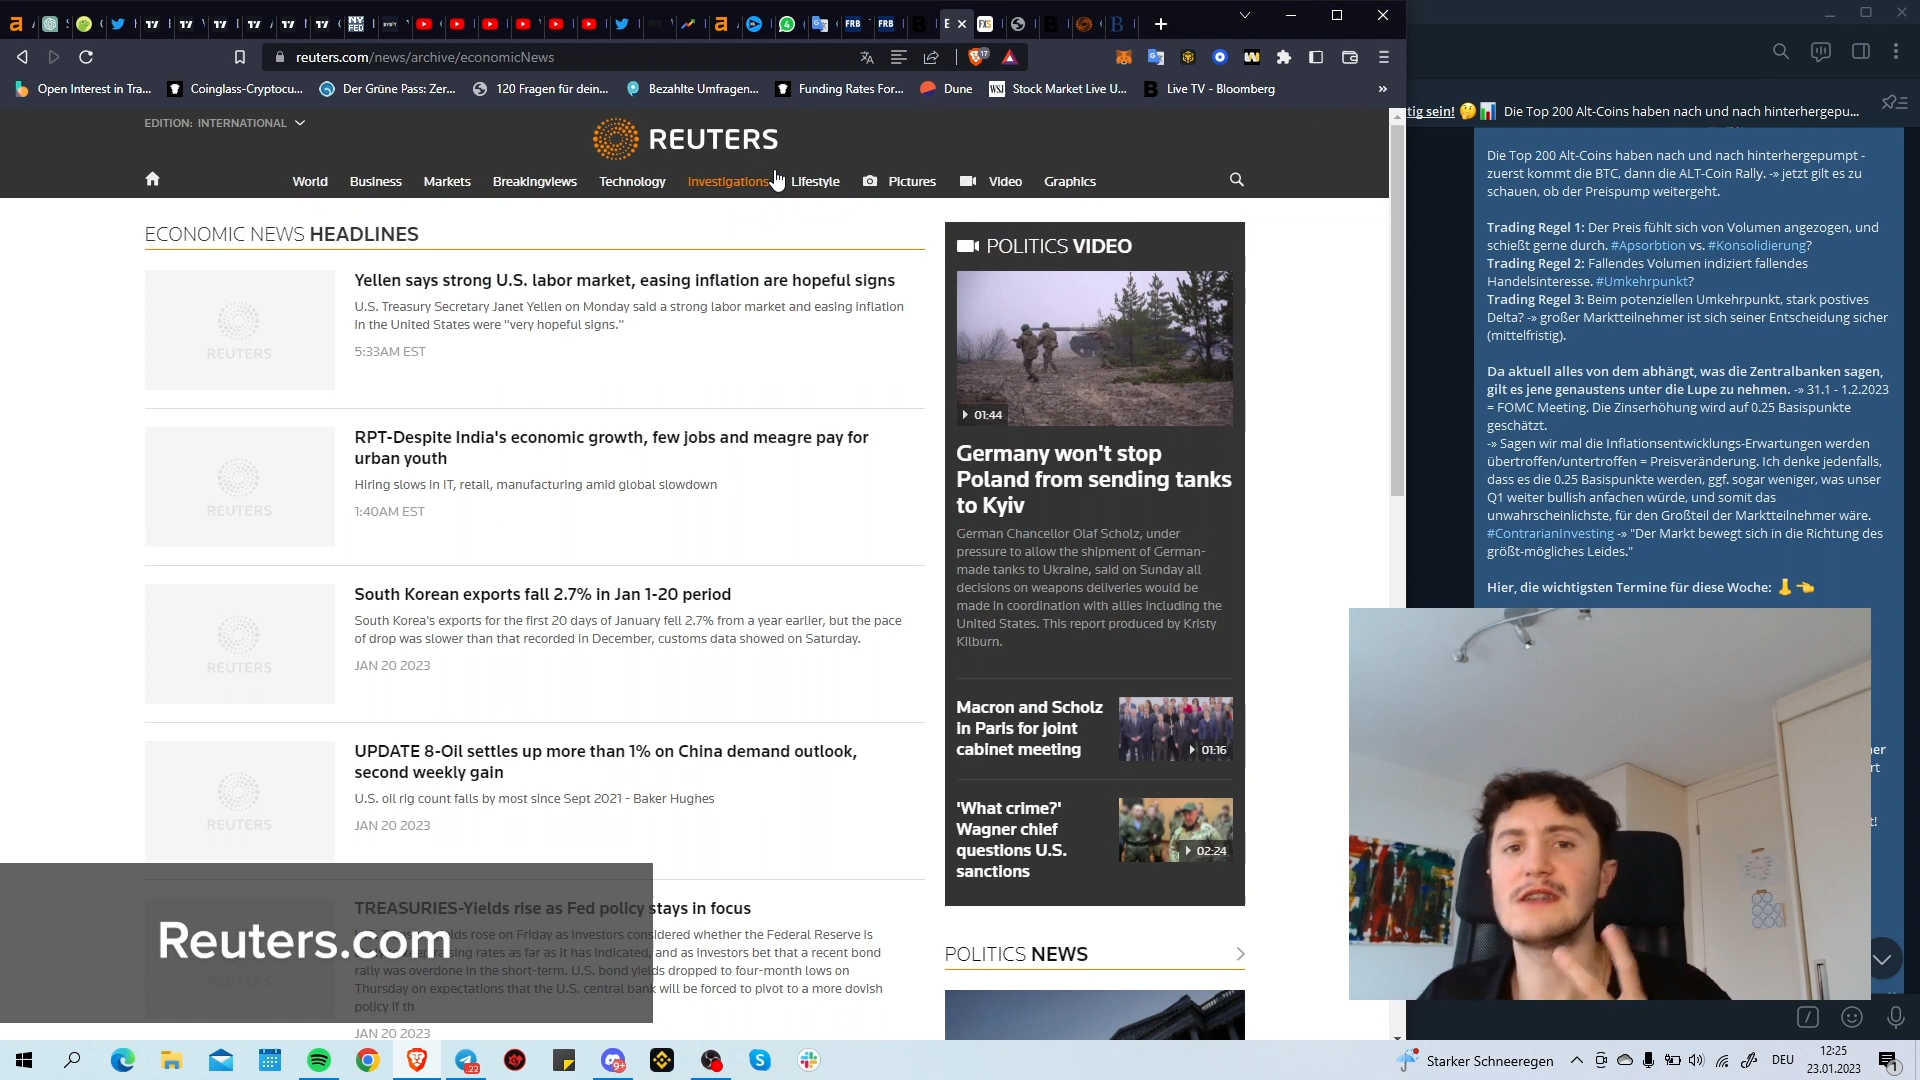 reuters.com/news/archive/economicNews
Open Interest in Tra...
Coinglass-Cryptocu...
Der Grüne Pass: Zer...
120 Fragen für dein...
Bezahlte Umfragen...
Funding Rates For...
Dune
Stock Market Live U...
Live TV - Bloomberg
EDITION: INTERNATIONAL
REUTERS
World
Business
Markets
Breakingviews
Technology
Investigations
Lifestyle
Pictures
Video
Graphics
ECONOMIC NEWS HEADLINES
Yellen says strong U.S. labor market, easing inflation are hopeful signs
U.S. Treasury Secretary Janet Yellen on Monday said a strong labor market and easing inflation
in the United States were "very hopeful signs."
5:33AM EST
REUTERS
RPT-Despite India's economic growth, few jobs and meagre pay for
urban youth
Hiring slows in IT, retail, manufacturing amid global slowdown
1:40AM EST
REUTERS
South Korean exports fall 2.7% in Jan 1-20 period
South Korea's exports for the first 20 days of January fell 2.7% from a year earlier, but the pace
of drop was slower than that recorded in December, customs data showed on Saturday.
JAN 20 2023
REUTERS
UPDATE 8-Oil settles up more than 1% on China demand outlook,
second weekly gain
U.S. oil rig count falls by most since Sept 2021 - Baker Hughes
JAN 20 2023
REUTERS
TREASURIES-Yields rise as Fed policy stays in focus
rose on Friday as investors considered whether the Federal Reserve is
rates as far as it has indicated, and as investors bet that a recent bond
rally was overdone in the short-term. U.S. bond yields dropped to four-month lows on
Thursday on expectations that the U.S. central bank will be forced to pivot to a more dovish
policy if th
JAN 20 2023
Reuters.com
POLITICS VIDEO
01:44
Germany won't stop
Poland from sending tanks
to Kyiv
German Chancellor Olaf Scholz, under
pressure to allow the shipment of German-
made tanks to Ukraine, said on Sunday all
decisions on weapons deliveries would be
made in coordination with allies including the
United States. This report produced by Kristy
Kilburn.
Macron and Scholz
in Paris for joint
cabinet meeting
01:16
'What crime?'
Wagner chief
questions U.S.
sanctions
02:24
POLITICS NEWS
tig sein! 🤔📊 Die Top 200 Alt-Coins haben nach und nach hinterhergepu...
Die Top 200 Alt-Coins haben nach und nach hinterhergepumpt -
zuerst kommt die BTC, dann die ALT-Coin Rally. -» jetzt gilt es zu
schauen, ob der Preispump weitergeht.
Trading Regel 1: Der Preis fühlt sich von Volumen angezogen, und
schießt gerne durch. #Apsorbtion vs. #Konsolidierung?
Trading Regel 2: Fallendes Volumen indiziert fallendes
Handelsinteresse. #Umkehrpunkt?
Trading Regel 3: Beim potenziellen Umkehrpunkt, stark postives
Delta? -» großer Marktteilnehmer ist sich seiner Entscheidung sicher
(mittelfristig).
Da aktuell alles von dem abhängt, was die Zentralbanken sagen,
gilt es jene genaustens unter die Lupe zu nehmen. -» 31.1 - 1.2.2023
= FOMC Meeting. Die Zinserhöhung wird auf 0.25 Basispunkte
geschätzt.
-» Sagen wir mal die Inflationsentwicklungs-Erwartungen werden
übertroffen/untertroffen = Preisveränderung. Ich denke jedenfalls,
dass es die 0.25 Basispunkte werden, ggf. sogar weniger, was unser
Q1 weiter bullish anfachen würde, und somit das
unwahrscheinlichste, für den Großteil der Marktteilnehmer wäre.
#ContrarianInvesting -» "Der Markt bewegt sich in die Richtung des
größt-mögliches Leides."
Hier, die wichtigsten Termine für diese Woche: 👃👈
Starker Schneeregen
DEU
12:25
23.01.2023